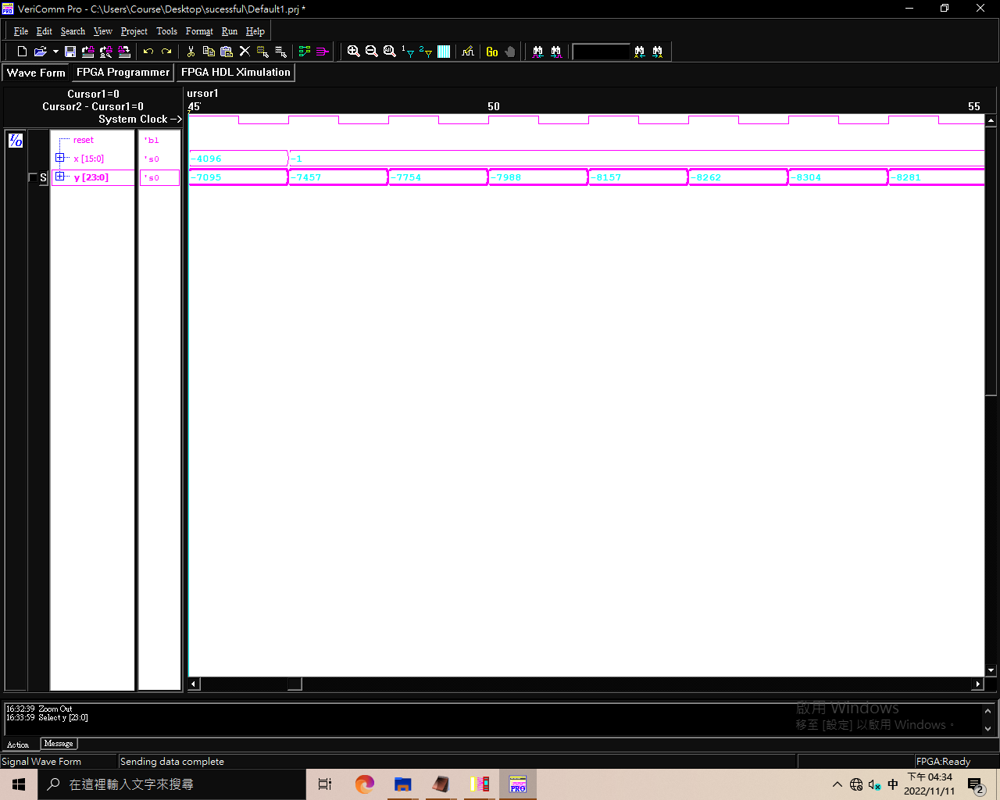 VeriComm Pro - C:\Users\Course\Desktop\sucessful\Default1.prj *
File Edit Search View Project Tools Format Run Help
Go
Wave Form FPGA Programmer FPGA HDL Ximulation
Cursor1=0
Cursor2 - Cursor1=0
System Clock ->
ursor1
45' 50 55
I/O
reset 'b1
x [15:0] 's0 -4096 -1
S y [23:0] 's0 -7095 -7457 -7754 -7988 -8157 -8262 -8304 -8281
16:32:39 Zoom Out
16:33:59 Select y [23:0]
啟用 Windows
移至 [設定] 以啟用 Windows。
Action Message
Signal Wave Form Sending data complete FPGA:Ready
在這裡輸入文字來搜尋
PRO
中
下午 04:34
2022/11/11
2